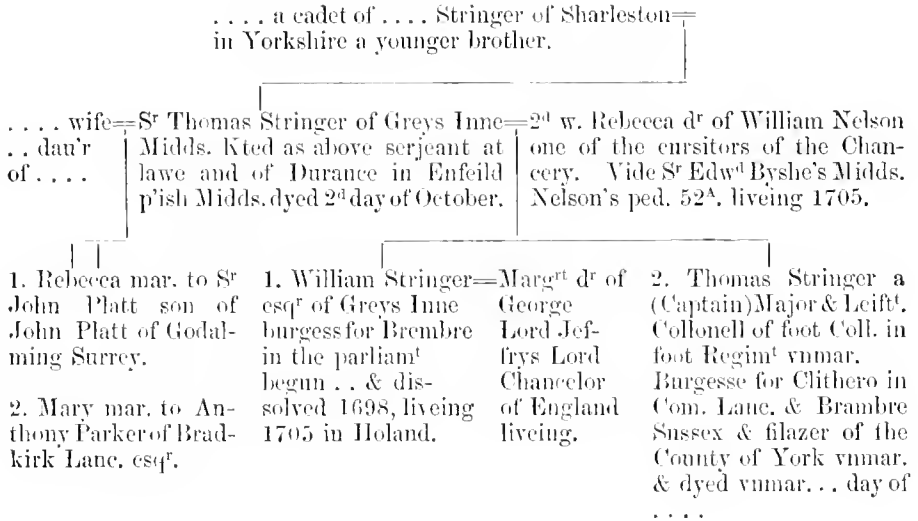 . . . . a cadet of . . . . Stringer of Sharleston=
in Yorkshire a younger brother.
. . . . wife=
. . dau'r
of . . . .
Sʳ Thomas Stringer of Greys Inne=
Midds. Kted as above serjeant at
lawe and of Durance in Enfeild
p'ish Midds. dyed 2ᵈ day of October.
2ᵈ w. Rebecca dʳ of William Nelson
one of the cursitors of the Chan-
cery. Vide Sʳ Edwᵈ Byshe's Midds.
Nelson's ped. 52ᴬ. liveing 1705.
1. Rebecca mar. to Sʳ
John Platt son of
John Platt of Godal-
ming Surrey.
2. Mary mar. to An-
thony Parker of Brad-
kirk Lanc. esqʳ.
1. William Stringer=
esqʳ of Greys Inne
burgess for Brembre
in the parliamᵗ
begun . . & dis-
solved 1698, liveing
1705 in Holand.
Margʳᵗ dʳ of
George
Lord Jef-
frys Lord
Chancelor
of England
liveing.
2. Thomas Stringer a
(Captain) Major & Leifᵗ.
Collonell of foot Coll. in
foot Regimᵗ vnmar.
Burgesse for Clithero in
Com. Lanc. & Brambre
Sussex & filazer of the
County of York vnmar.
& dyed vnmar. . . day of
. . . .